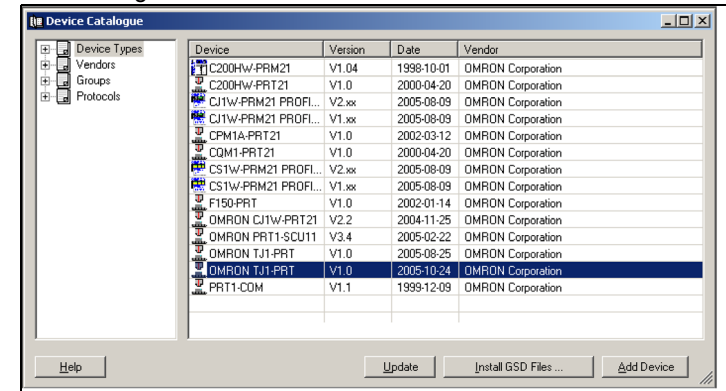 Device Catalogue
Device Types
Vendors
Groups
Protocols
Device Version Date Vendor
C200HW-PRM21 V1.04 1998-10-01 OMRON Corporation
C200HW-PRT21 V1.0 2000-04-20 OMRON Corporation
CJ1W-PRM21 PROFI... V2.xx 2005-08-09 OMRON Corporation
CJ1W-PRM21 PROFI... V1.xx 2005-08-09 OMRON Corporation
CPM1A-PRT21 V1.0 2002-03-12 OMRON Corporation
CQM1-PRT21 V1.0 2000-04-20 OMRON Corporation
CS1W-PRM21 PROFI... V2.xx 2005-08-09 OMRON Corporation
CS1W-PRM21 PROFI... V1.xx 2005-08-09 OMRON Corporation
F150-PRT V1.0 2002-01-14 OMRON Corporation
OMRON CJ1W-PRT21 V2.2 2004-11-25 OMRON Corporation
OMRON PRT1-SCU11 V3.4 2005-02-22 OMRON Corporation
OMRON TJ1-PRT V1.0 2005-08-25 OMRON Corporation
OMRON TJ1-PRT V1.0 2005-10-24 OMRON Corporation
PRT1-COM V1.1 1999-12-09 OMRON Corporation
Help Update Install GSD Files ... Add Device